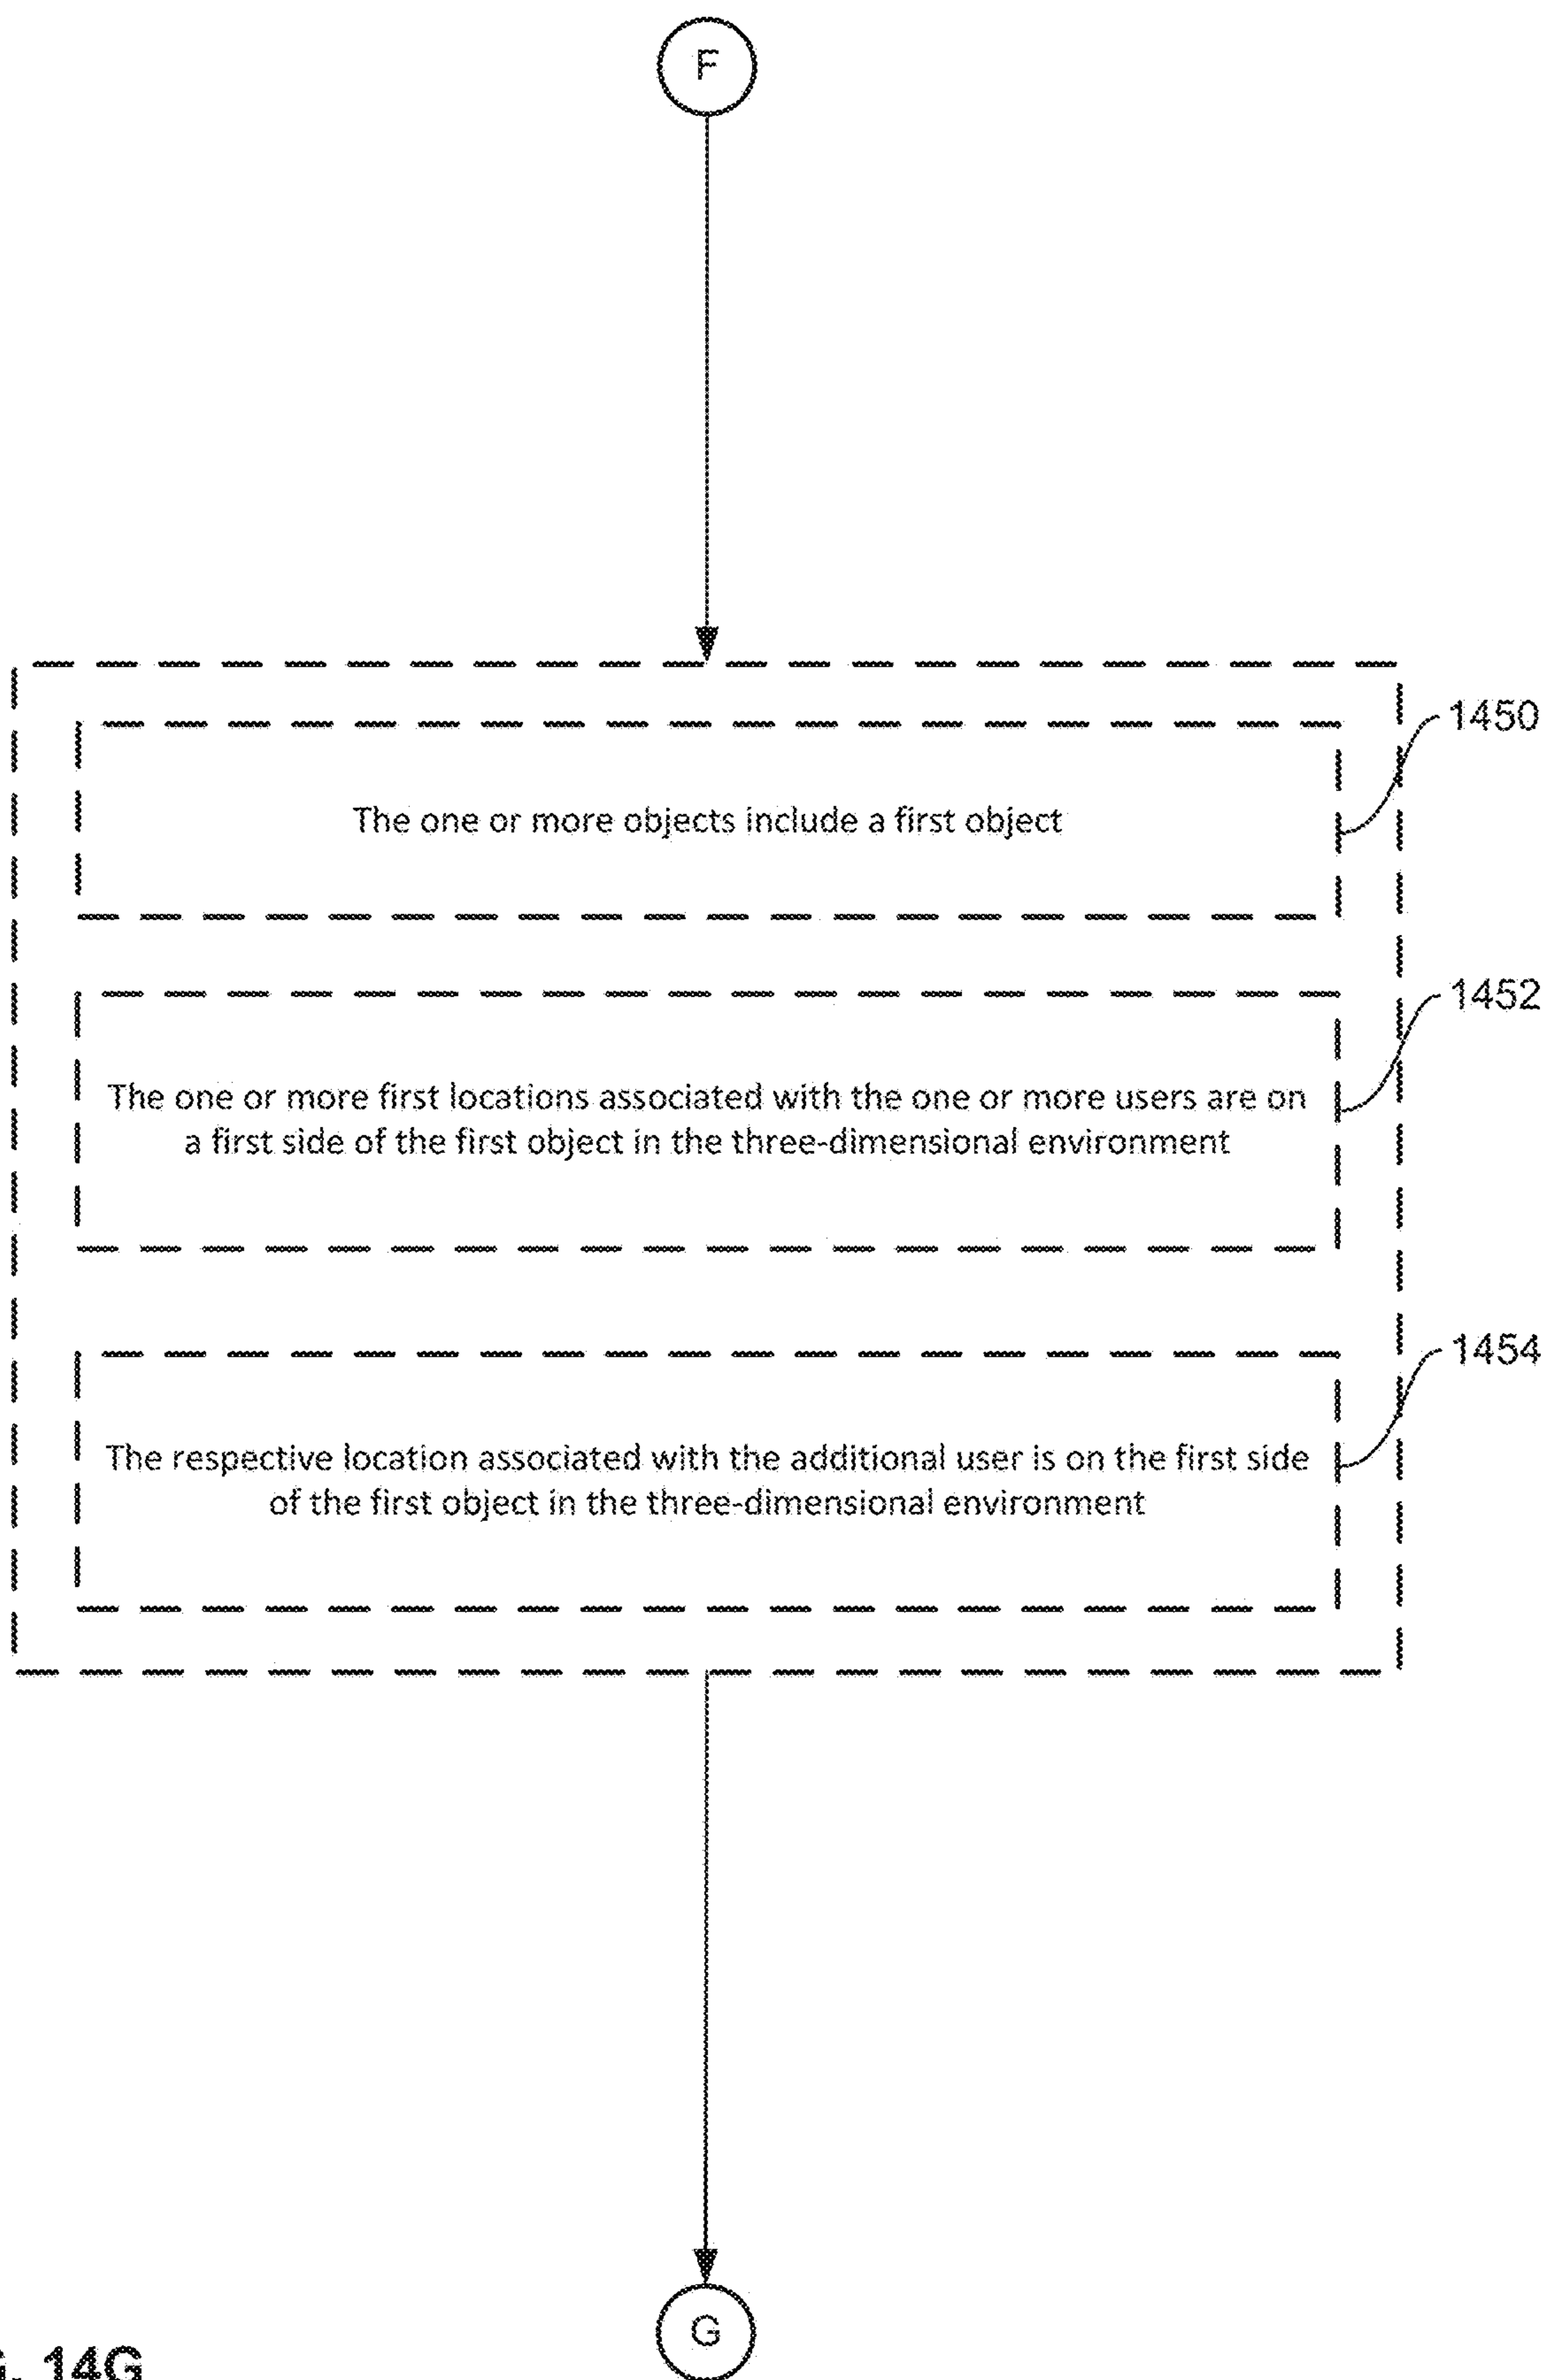 F
1450
The one or more objects include a first object
1452
The one or more first locations associated with the one or more users are on
a first side of the first object in the three-dimensional environment
1454
The respective location associated with the additional user is on the first side
of the first object in the three-dimensional environment
G
14G